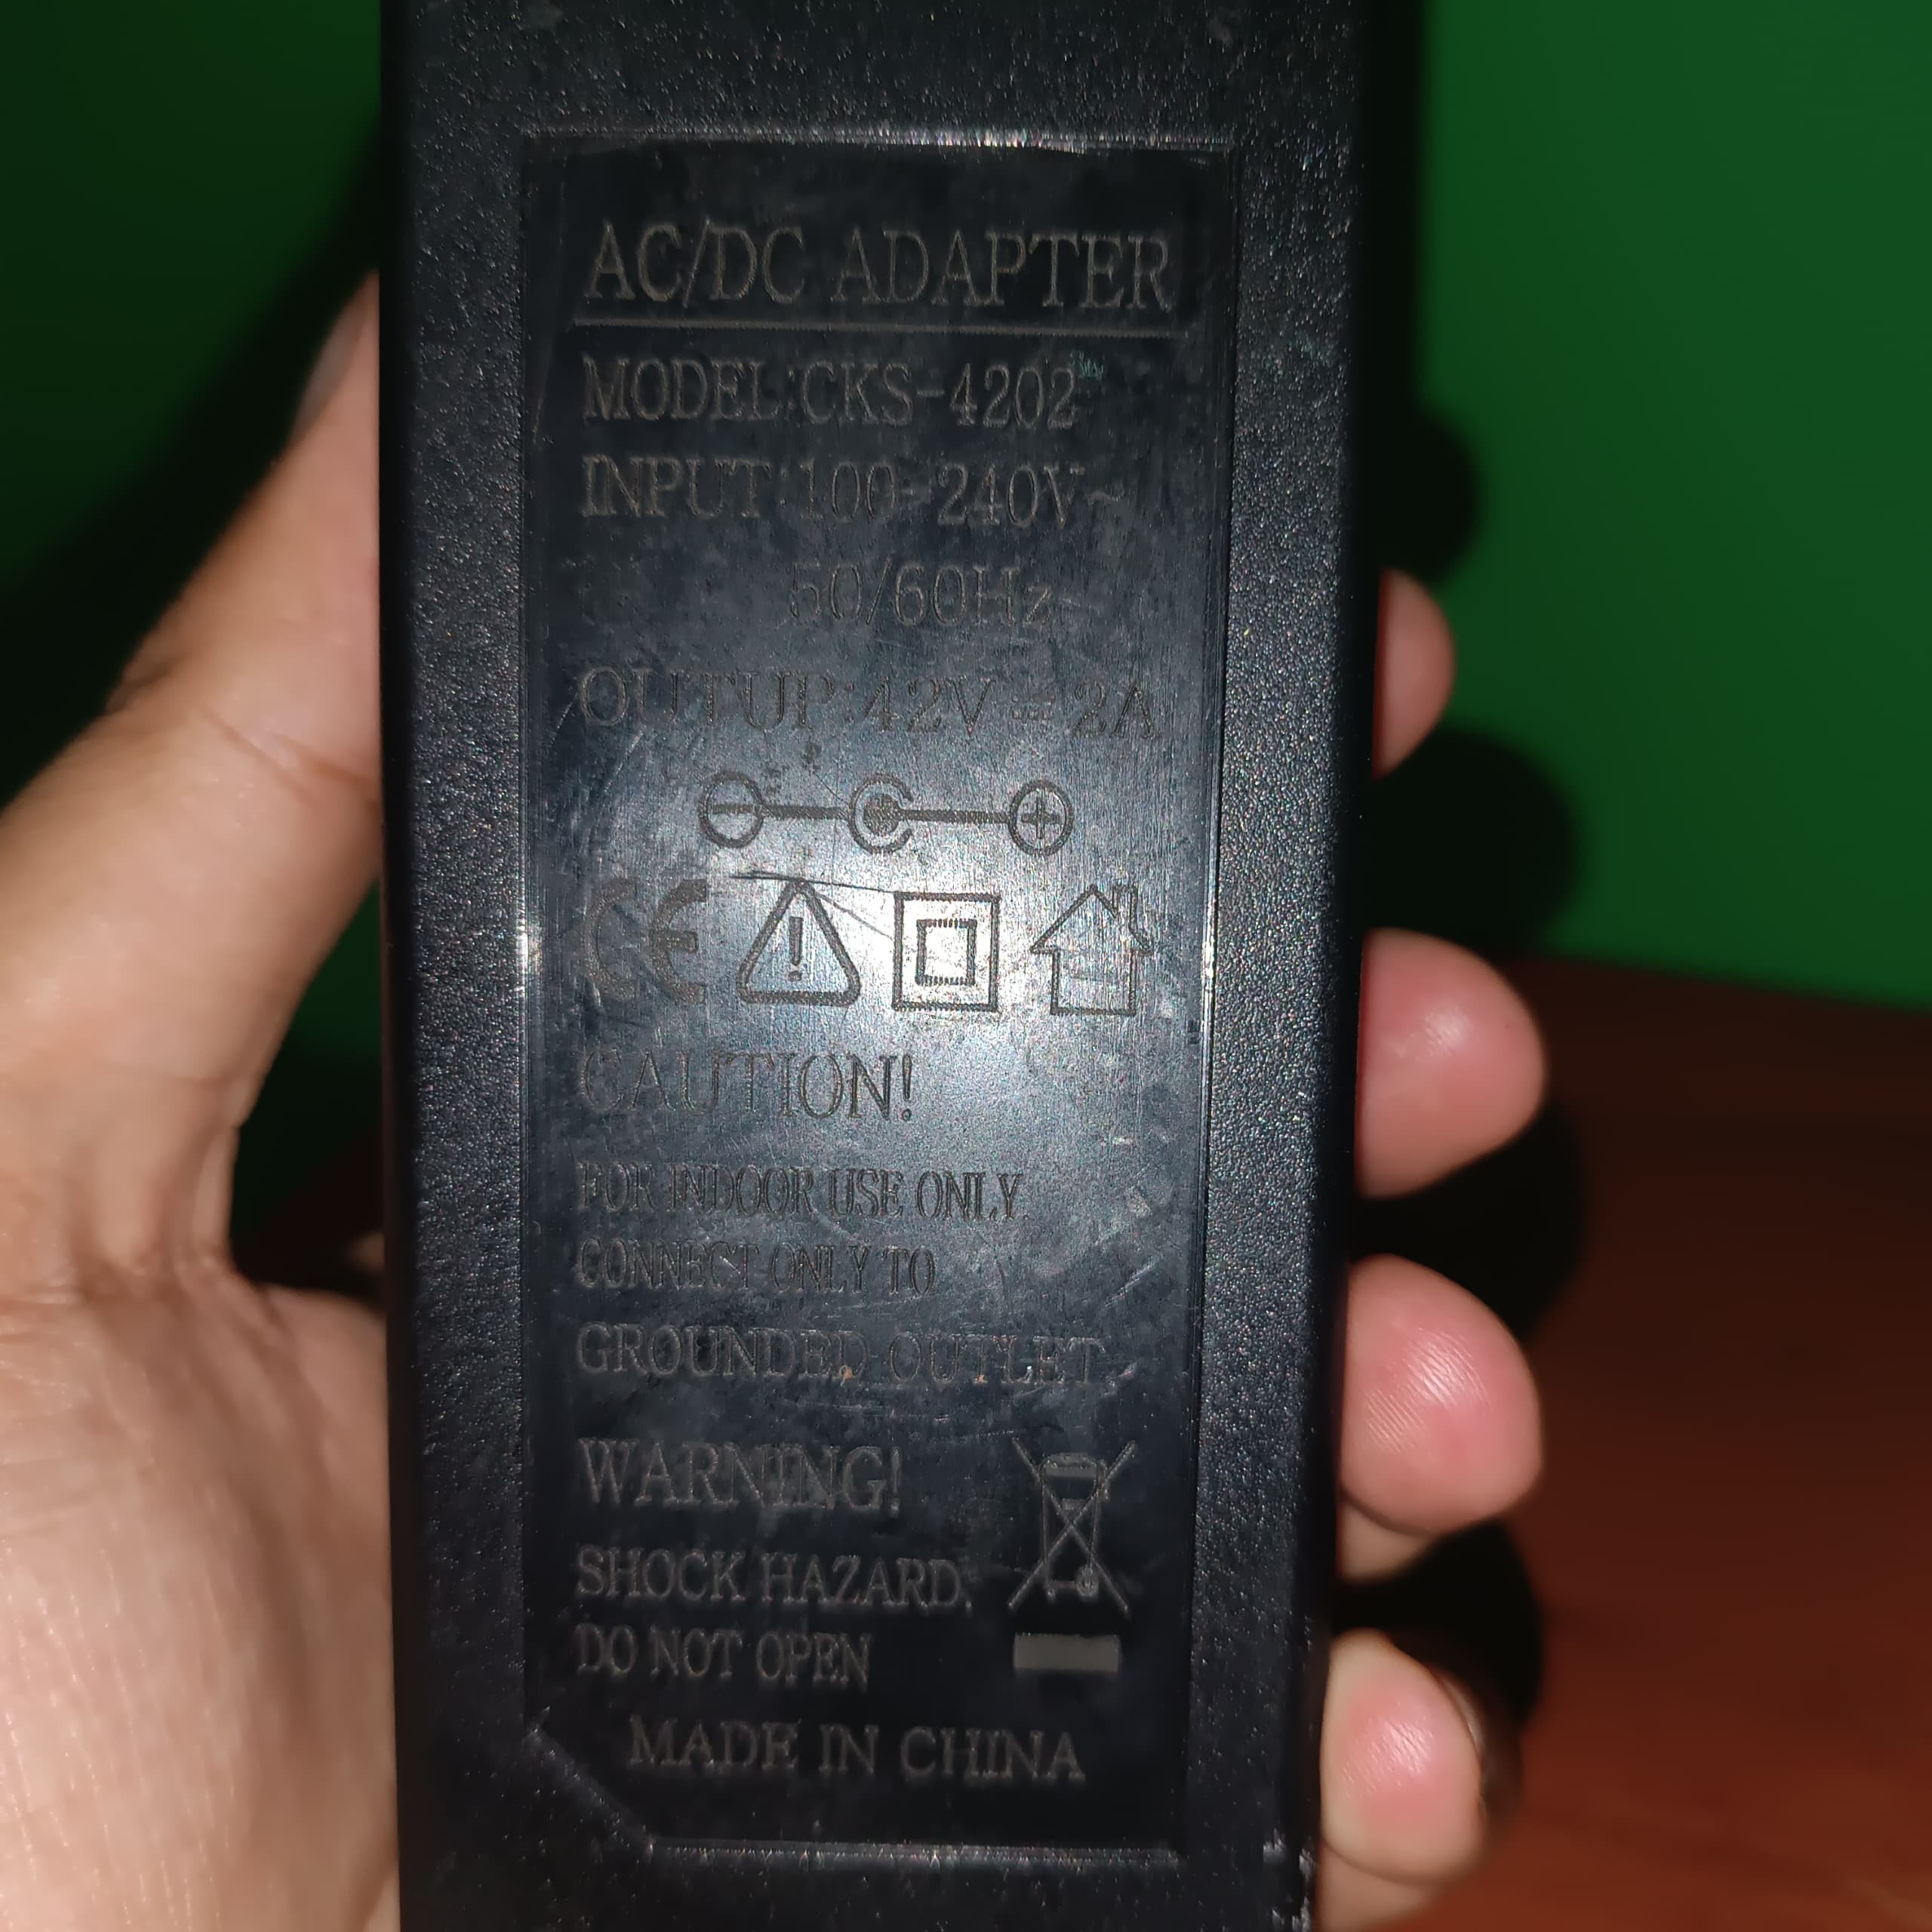 AC/DC ADAPTER
MODEL:CKS-4202
INPUT:100-240V~
50/60Hz
OUTUP:42V⎓2A
CE
CAUTION!
FOR INDOOR USE ONLY
CONNECT ONLY TO
GROUNDED OUTLET
WARNING!
SHOCK HAZARD,
DO NOT OPEN
MADE IN CHINA